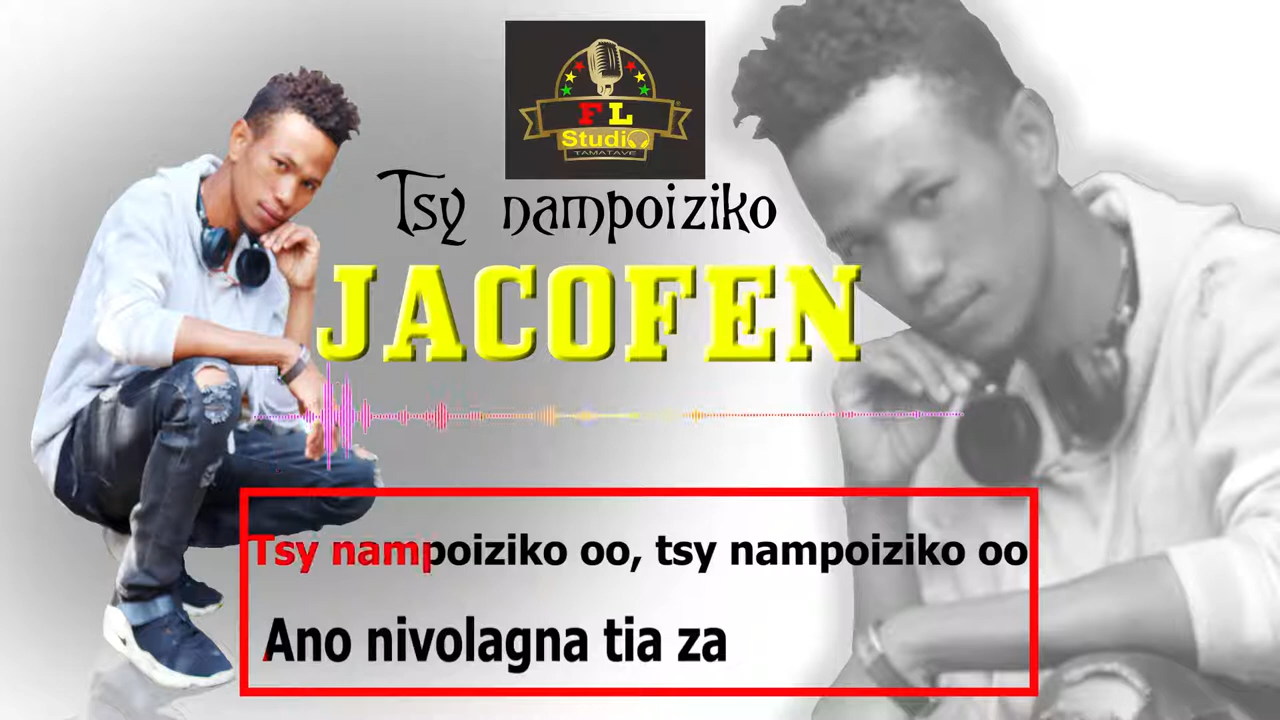 FL
Studio
TAMATAVE
Tsy nampoiziko
JACOFEN
Tsy nampoiziko oo, tsy nampoiziko oo
Ano nivolagna tia za